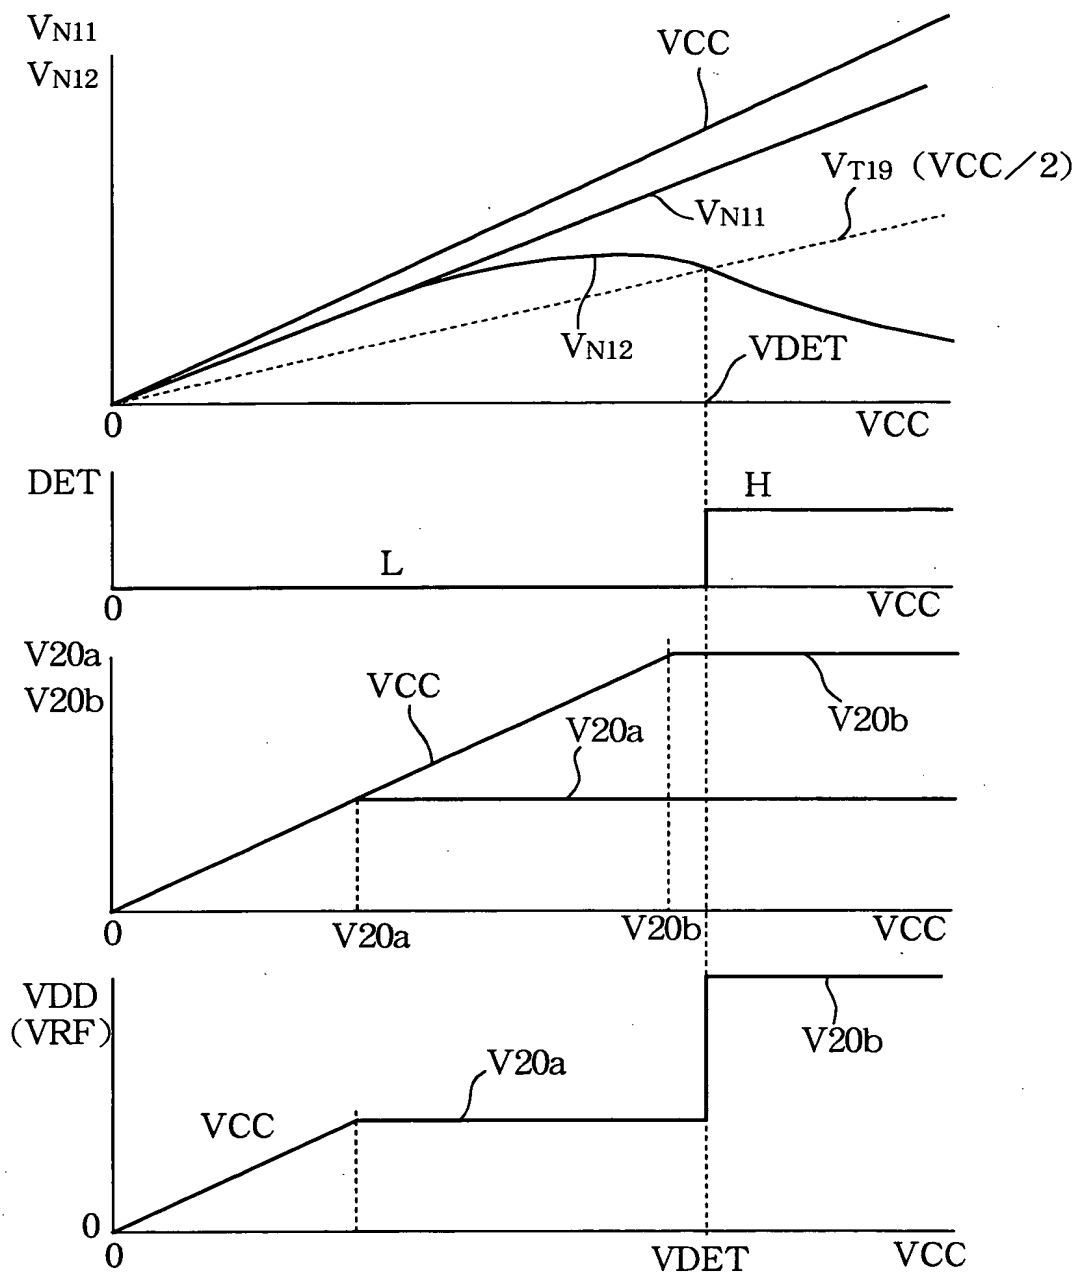 VN11
VN12
VCC
VT19 (VCC/2)
VN11
VN12
VDET
0
VCC
DET
H
L
0
VCC
V20a
V20b
VCC
V20a
V20b
0
V20a
V20b
VCC
VDD
(VRF)
V20b
V20a
VCC
0
0
VDET
VCC